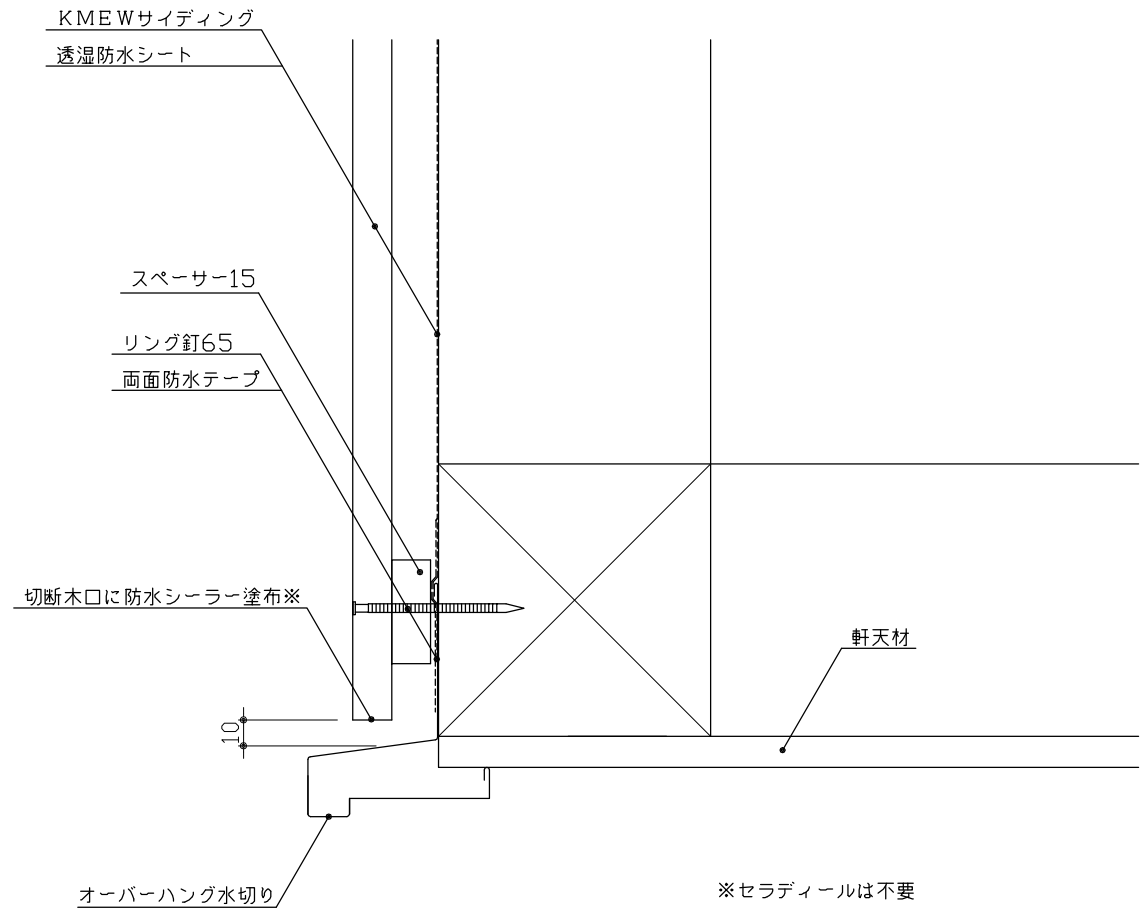 KMEWサイディング
透湿防水シート
スペーサー15
リング釘65
両面防水テープ
切断木口に防水シーラー塗布※
軒天材
10
オーバーハング水切り
※セラディールは不要